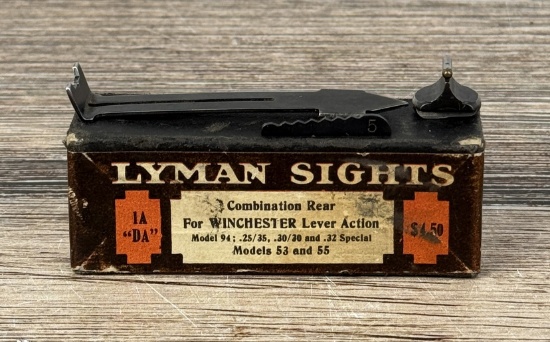 5
LYMAN SIGHTS
1A
"DA"
Combination Rear
For WINCHESTER Lever Action
Model 94: .25/35, .30/30 and .32 Special
Models 53 and 55
$4.50